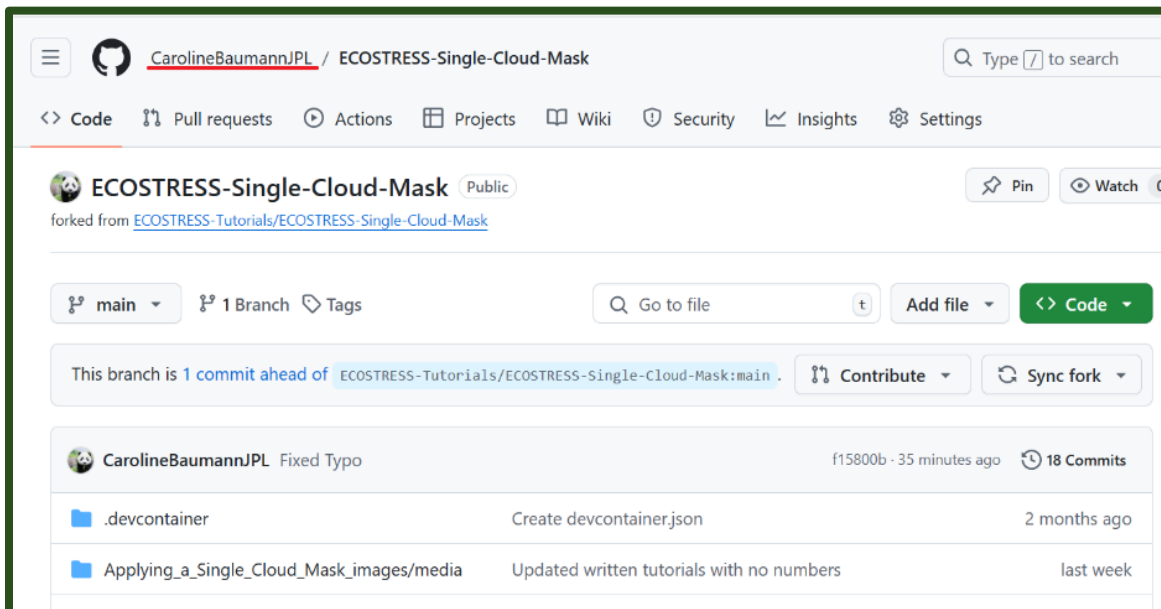 CarolineBaumannJPL / ECOSTRESS-Single-Cloud-Mask Type / to search
Code Pull requests Actions Projects Wiki Security Insights Settings
ECOSTRESS-Single-Cloud-Mask Public Pin Watch
forked from ECOSTRESS-Tutorials/ECOSTRESS-Single-Cloud-Mask
main 1 Branch Tags Go to file t Add file <> Code
This branch is 1 commit ahead of ECOSTRESS-Tutorials/ECOSTRESS-Single-Cloud-Mask:main . Contribute Sync fork
CarolineBaumannJPL Fixed Typo f15800b · 35 minutes ago 18 Commits
.devcontainer Create devcontainer.json 2 months ago
Applying_a_Single_Cloud_Mask_images/media Updated written tutorials with no numbers last week